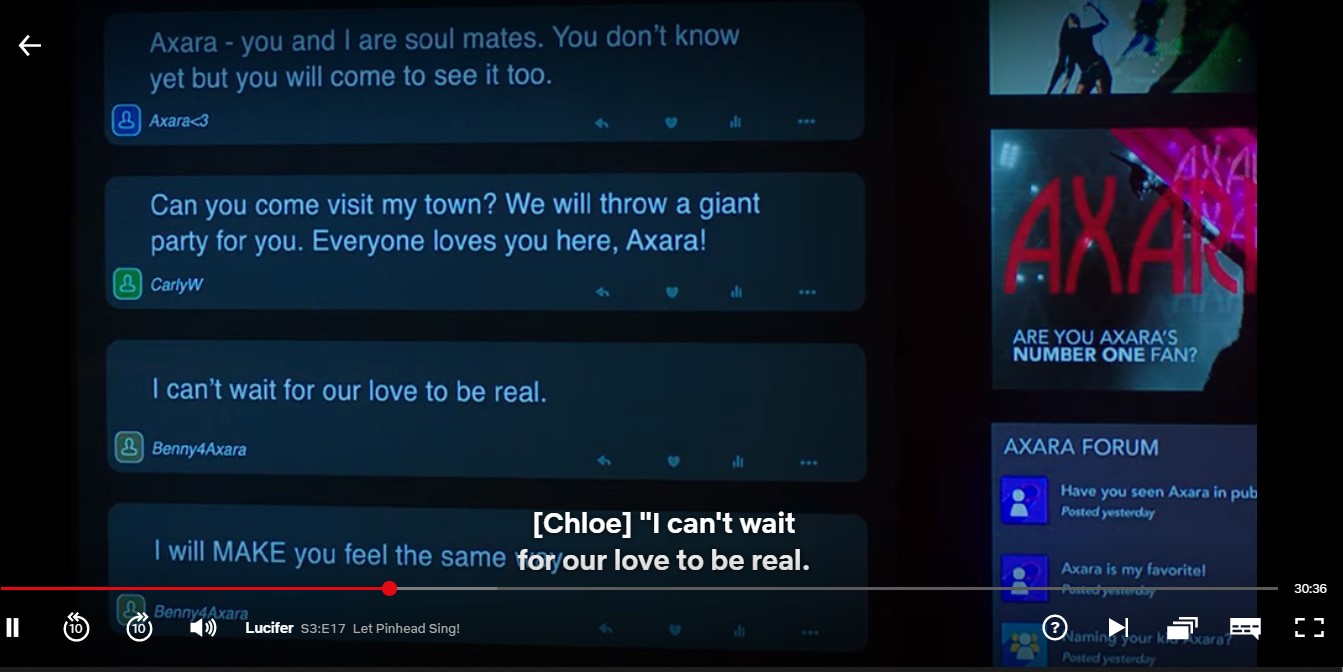 Axara - you and I are soul mates. You don't know
yet but you will come to see it too.
Axara<3
Can you come visit my town? We will throw a giant
party for you. Everyone loves you here, Axara!
CarlyW
I can't wait for our love to be real.
Benny4Axara
I will MAKE you feel the same way
Benny4Axara
AXARA
ARE YOU AXARA'S
NUMBER ONE FAN?
AXARA FORUM
Have you seen Axara in pub
Posted yesterday
Axara is my favorite!
Posted yesterday
Naming your kid Axara?
Posted yesterday
[Chloe] "I can't wait
for our love to be real.
30:36
10
10
Lucifer S3:E17 Let Pinhead Sing!
?